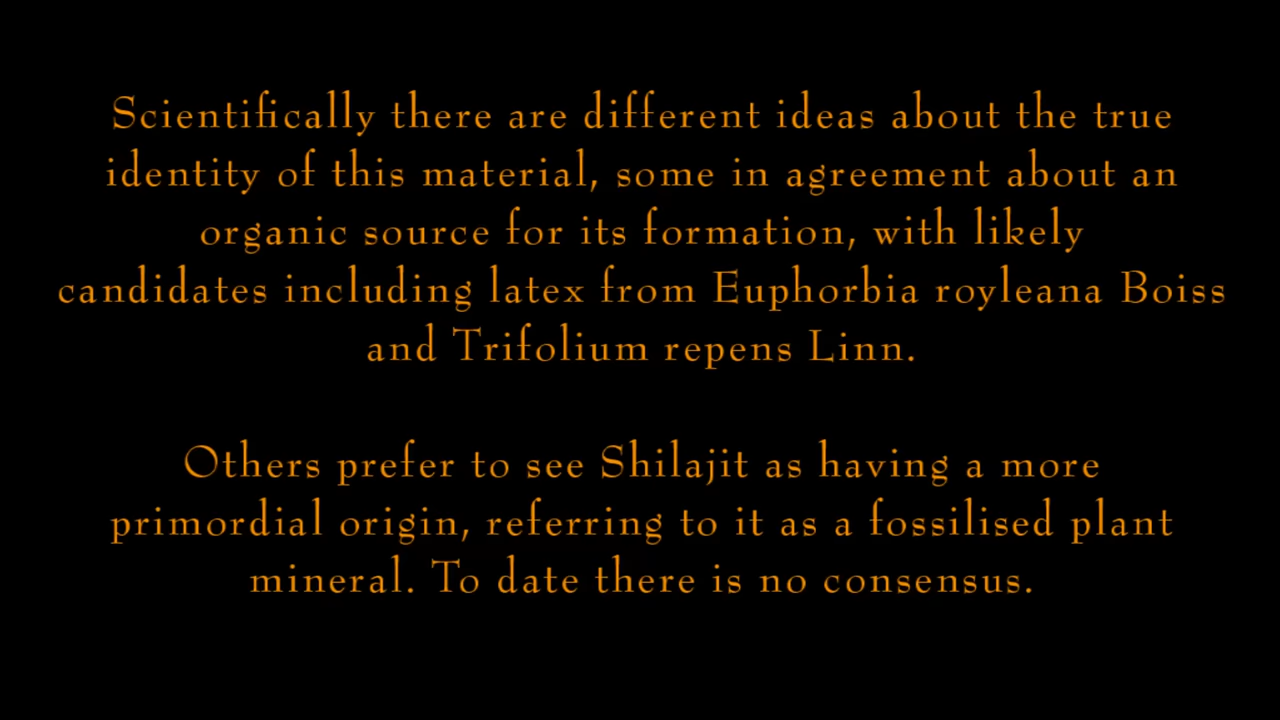 Scientifically there are different ideas about the true
identity of this material, some in agreement about an
organic source for its formation, with likely
candidates including latex from Euphorbia royleana Boiss
and Trifolium repens Linn.
Others prefer to see Shilajit as having a more
primordial origin, referring to it as a fossilised plant
mineral. To date there is no consensus.